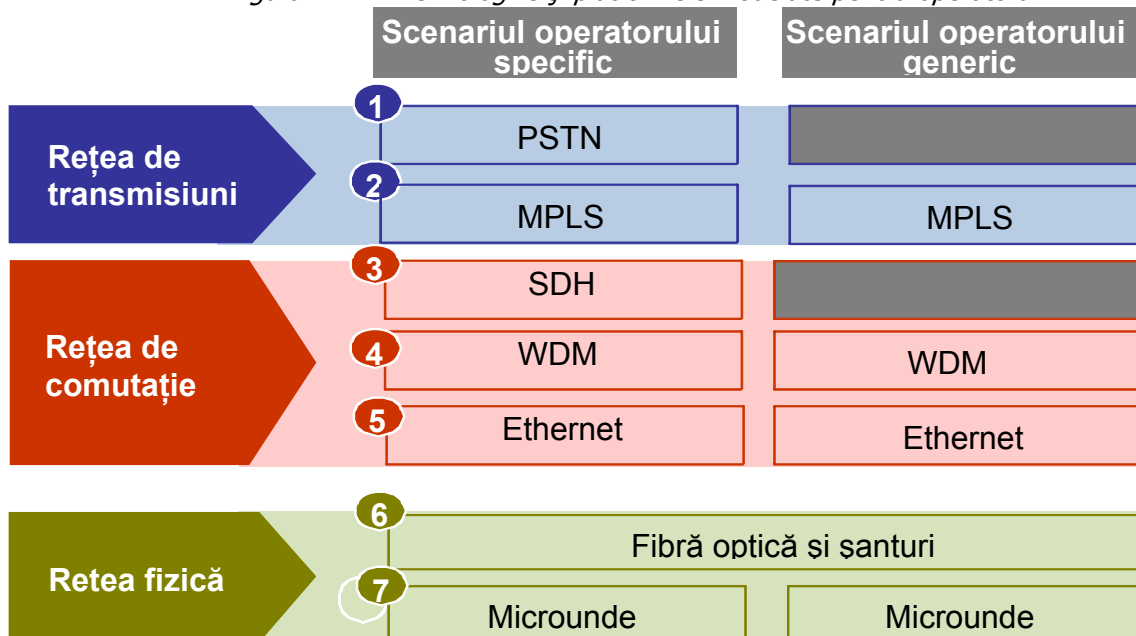 Scenariul operatorului
specific
Scenariul operatorului
generic
Rețea de
transmisiuni
1
PSTN
2
MPLS
MPLS
Rețea de
comutație
3
SDH
4
WDM
WDM
5
Ethernet
Ethernet
Retea fizică
6
Fibră optică și șanturi
7
Microunde
Microunde